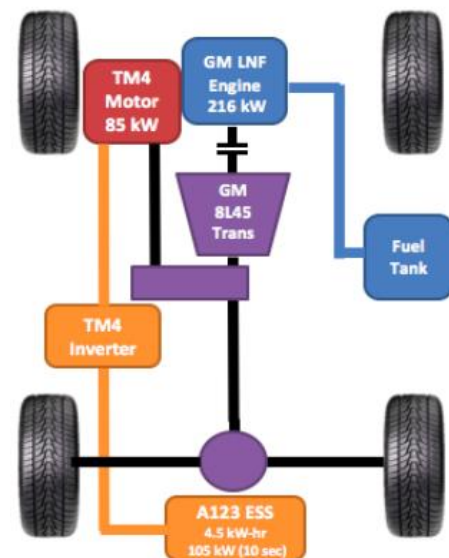 TM4
Motor
85 kW
GM LNF
Engine
216 kW
GM
8L45
Trans
Fuel
Tank
TM4
Inverter
A123 ESS
4.5 kW-hr
105 kW (10 sec)